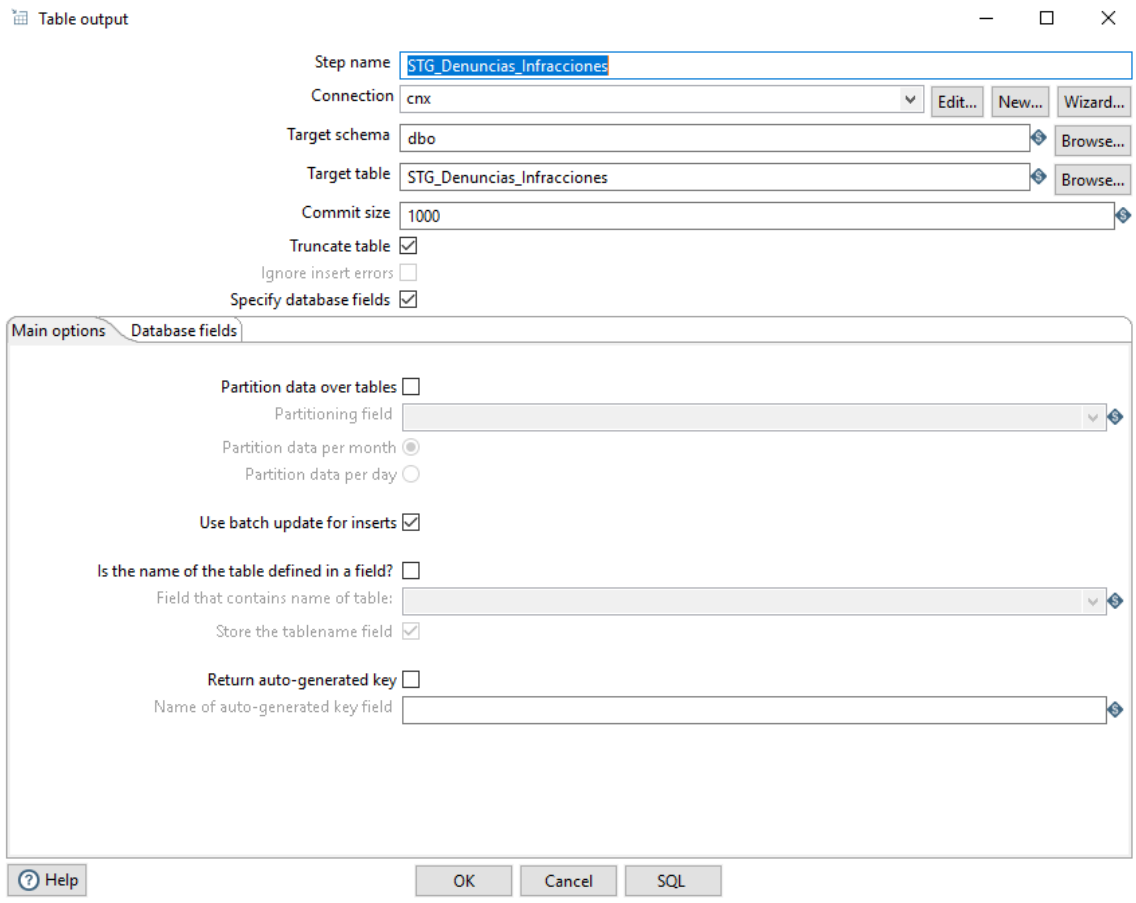 Table output
Step name STG_Denuncias_Infracciones
Connection cnx Edit... New... Wizard...
Target schema dbo Browse...
Target table STG_Denuncias_Infracciones Browse...
Commit size 1000
Truncate table
Ignore insert errors
Specify database fields
Main options Database fields
Partition data over tables
Partitioning field
Partition data per month
Partition data per day
Use batch update for inserts
Is the name of the table defined in a field?
Field that contains name of table:
Store the tablename field
Return auto-generated key
Name of auto-generated key field
Help OK Cancel SQL